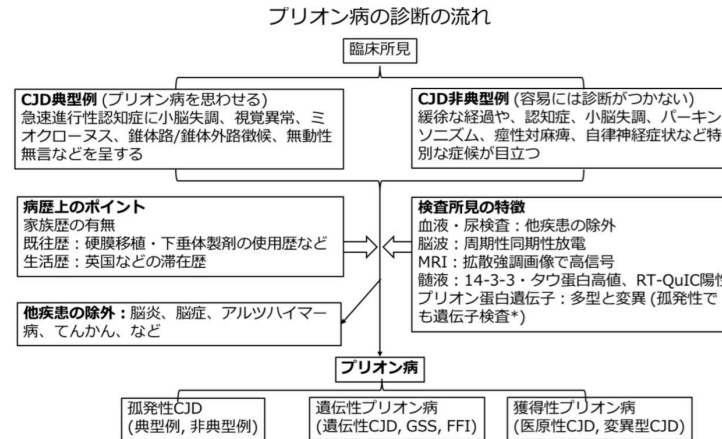 プリオン病の診断の流れ
臨床所見
CJD典型例 (プリオン病を思わせる)
急速進行性認知症に小脳失調、視覚異常、ミ
オクローヌス、錐体路/錐体外路徴候、無動性
無言などを呈する
CJD非典型例 (容易には診断がつかない)
緩徐な経過や、認知症、小脳失調、パーキン
ソニズム、痙性対麻痺、自律神経症状など特
別な症候が目立つ
病歴上のポイント
家族歴の有無
既往歴：硬膜移植・下垂体製剤の使用歴など
生活歴：英国などの滞在歴
検査所見の特徴
血液・尿検査：他疾患の除外
脳波：周期性同期性放電
MRI：拡散強調画像で高信号
髄液：14-3-3・タウ蛋白高値、RT-QuIC陽性
プリオン蛋白遺伝子：多型と変異 (孤発性で
も遺伝子検査*)
他疾患の除外：脳炎、脳症、アルツハイマー
病、てんかん、など
プリオン病
孤発性CJD
(典型例, 非典型例)
遺伝性プリオン病
(遺伝性CJD, GSS, FFI)
獲得性プリオン病
(医原性CJD, 変異型CJD)